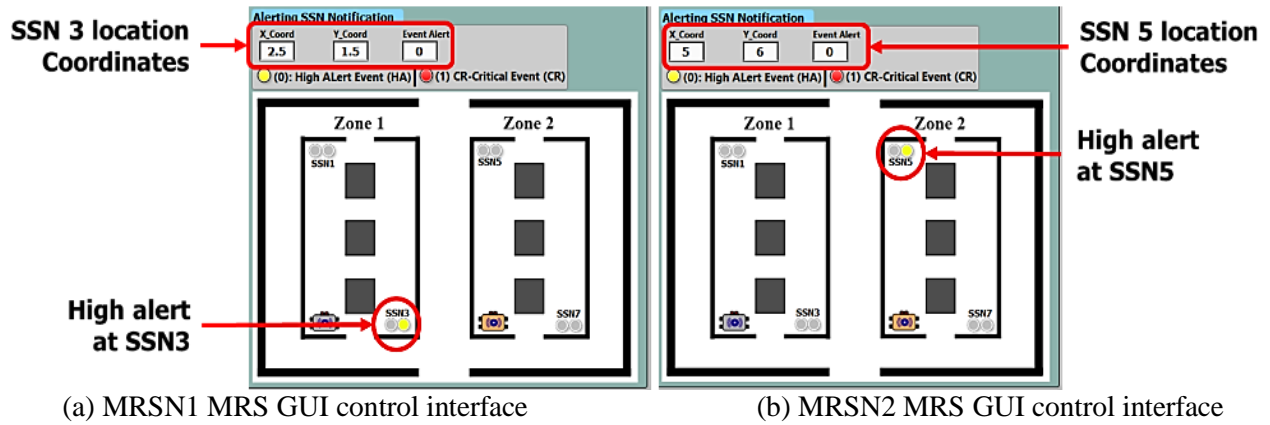 SSN 3 location
Coordinates
Alerting SSN Notification
X_Coord Y_Coord Event Alert
2.5 1.5 0
(0): High ALert Event (HA) (1) CR-Critical Event (CR)
Zone 1 Zone 2
SSN1 SSN5
SSN3 SSN7
High alert
at SSN3
(a) MRSN1 MRS GUI control interface
Alerting SSN Notification
X_Coord Y_Coord Event Alert
5 6 0
(0): High ALert Event (HA) (1) CR-Critical Event (CR)
Zone 1 Zone 2
SSN1 SSN5
SSN3 SSN7
SSN 5 location
Coordinates
High alert
at SSN5
(b) MRSN2 MRS GUI control interface